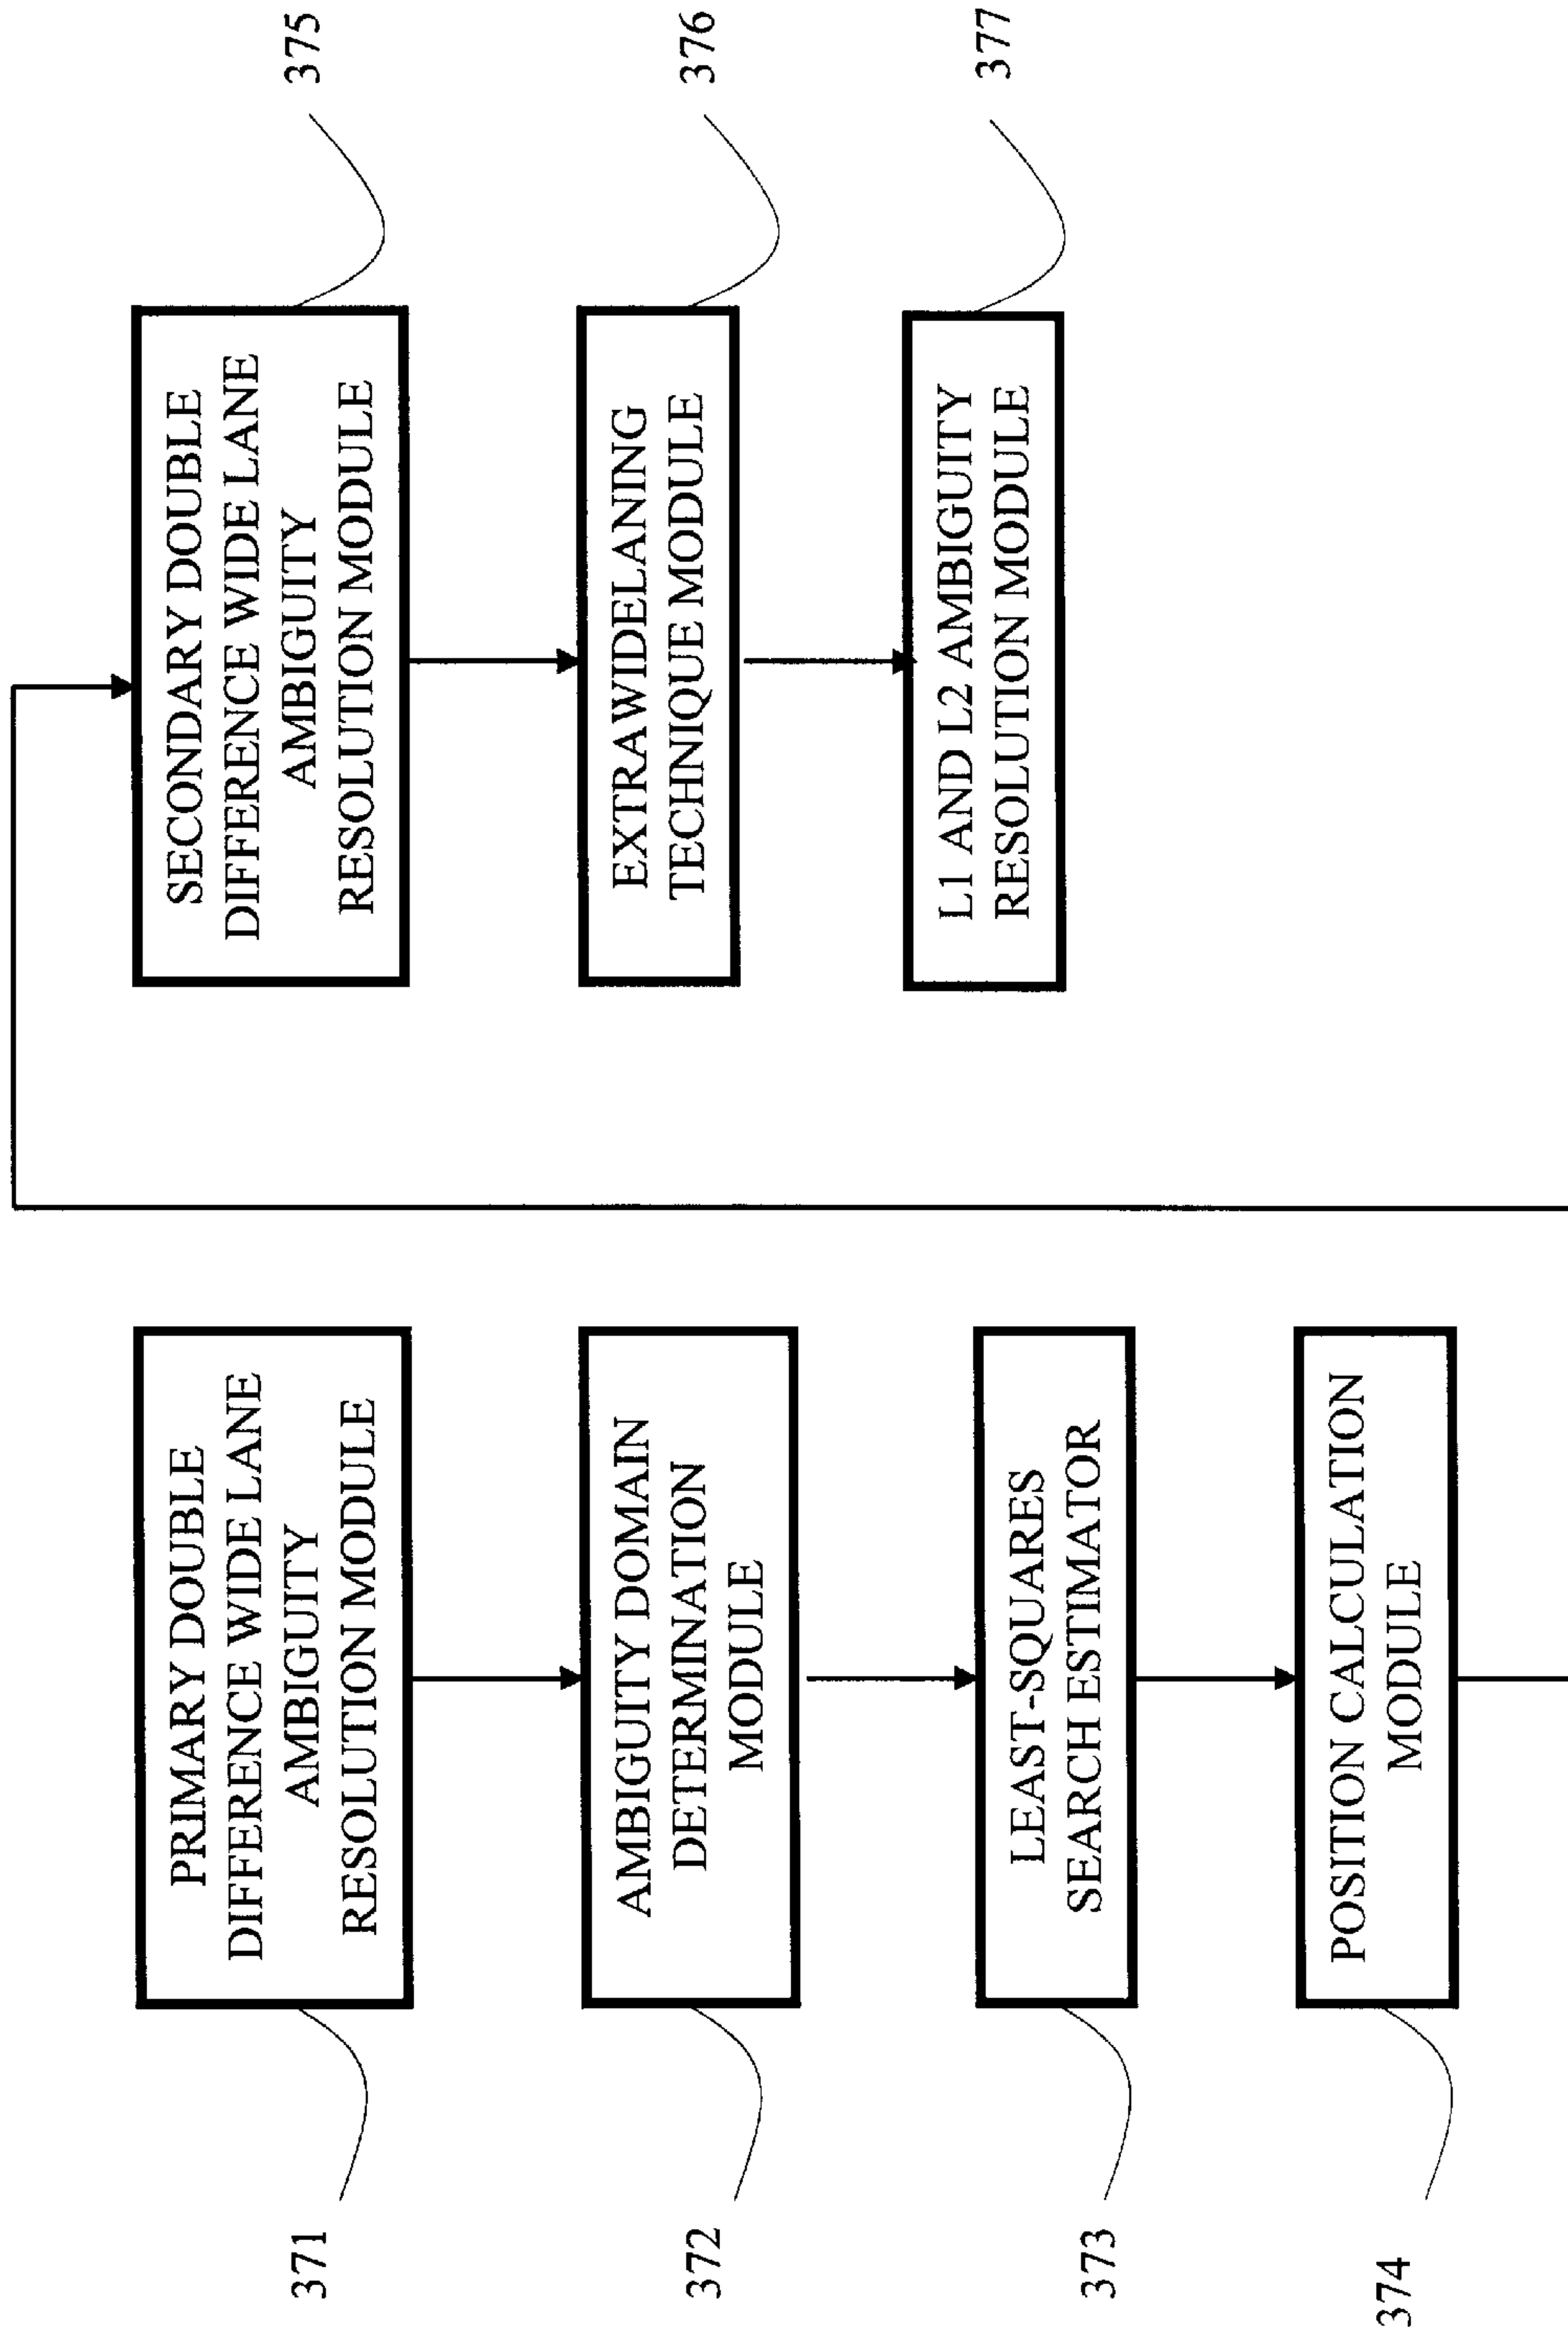 371
PRIMARY DOUBLE
DIFFERENCE WIDE LANE
AMBIGUITY
RESOLUTION MODULE
372
AMBIGUITY DOMAIN
DETERMINATION
MODULE
373
LEAST-SQUARES
SEARCH ESTIMATOR
374
POSITION CALCULATION
MODULE
SECONDARY DOUBLE
DIFFERENCE WIDE LANE
AMBIGUITY
RESOLUTION MODULE
375
EXTRAWIDELANING
TECHNIQUE MODULE
376
L1 AND L2 AMBIGUITY
RESOLUTION MODULE
377